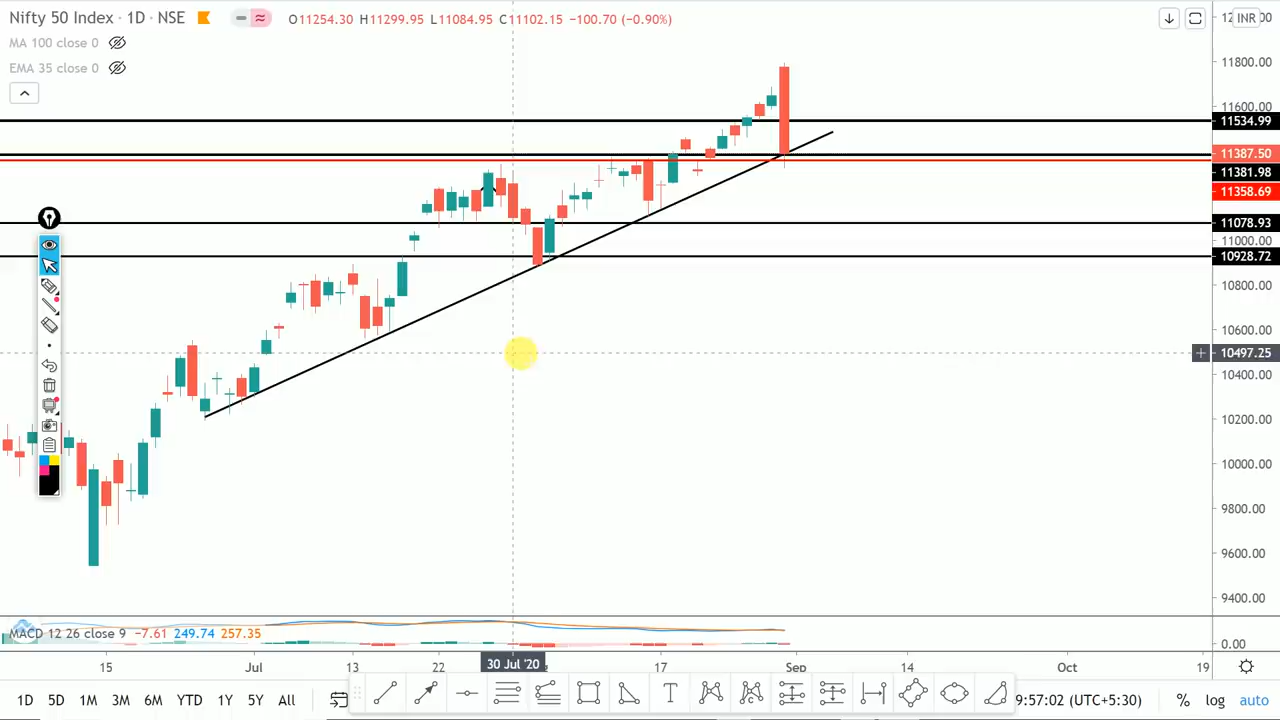 Nifty 50 Index · 1D · NSE O11254.30 H11299.95 L11084.95 C11102.15 −100.70 (−0.90%)
MA 100 close 0
EMA 35 close 0
INR
11800.00
11600.00
11534.99
11387.50
11381.98
11358.69
11078.93
11000.00
10928.72
10800.00
10600.00
10497.25
10400.00
10200.00
10000.00
9800.00
9600.00
9400.00
MACD 12 26 close 9 −7.61 249.74 257.35
0.00
15 Jul 13 22 30 Jul '20 17 Sep 14 Oct 19
1D 5D 1M 3M 6M YTD 1Y 5Y All 9:57:02 (UTC+5:30) % log auto